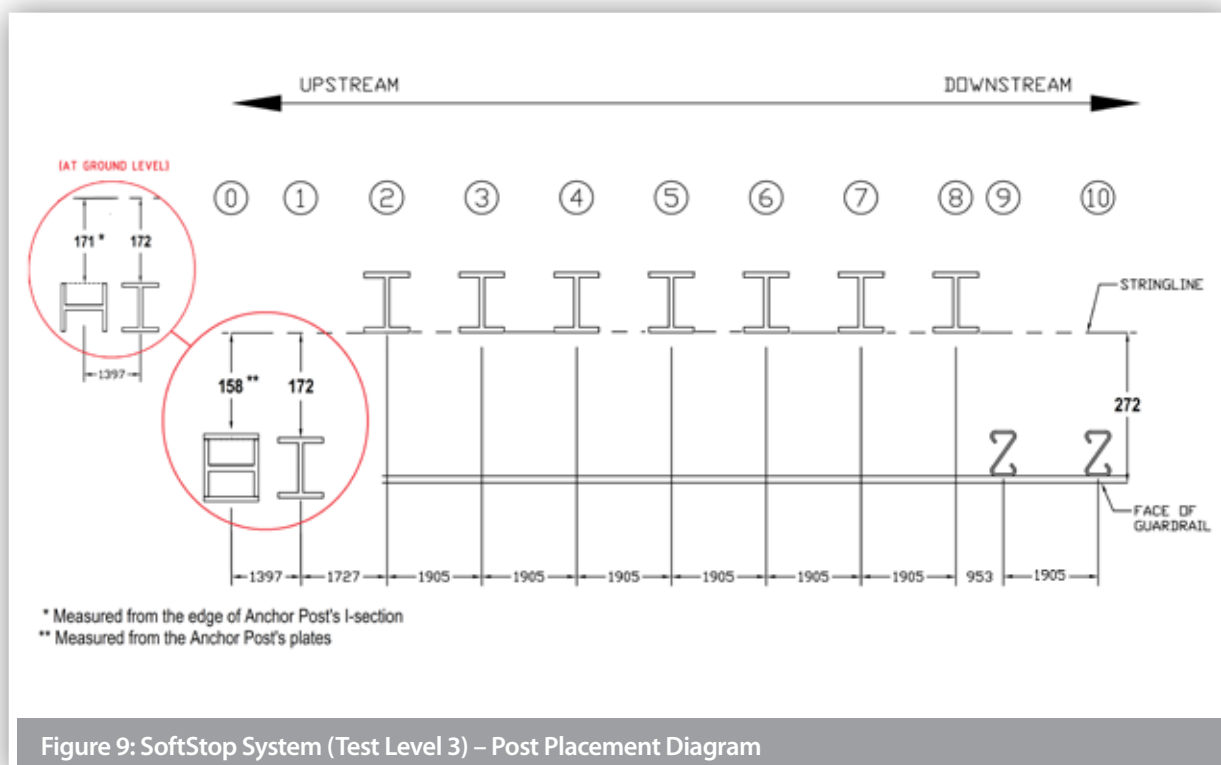 UPSTREAM
DOWNSTREAM
(AT GROUND LEVEL)
0 1 2 3 4 5 6 7 8 9 10
171 * 172
1397
STRINGLINE
158 ** 172
272
FACE OF
GUARDRAIL
1397 1727 1905 1905 1905 1905 1905 1905 953 1905
* Measured from the edge of Anchor Post's I-section
** Measured from the Anchor Post's plates
Figure 9: SoftStop System (Test Level 3) – Post Placement Diagram